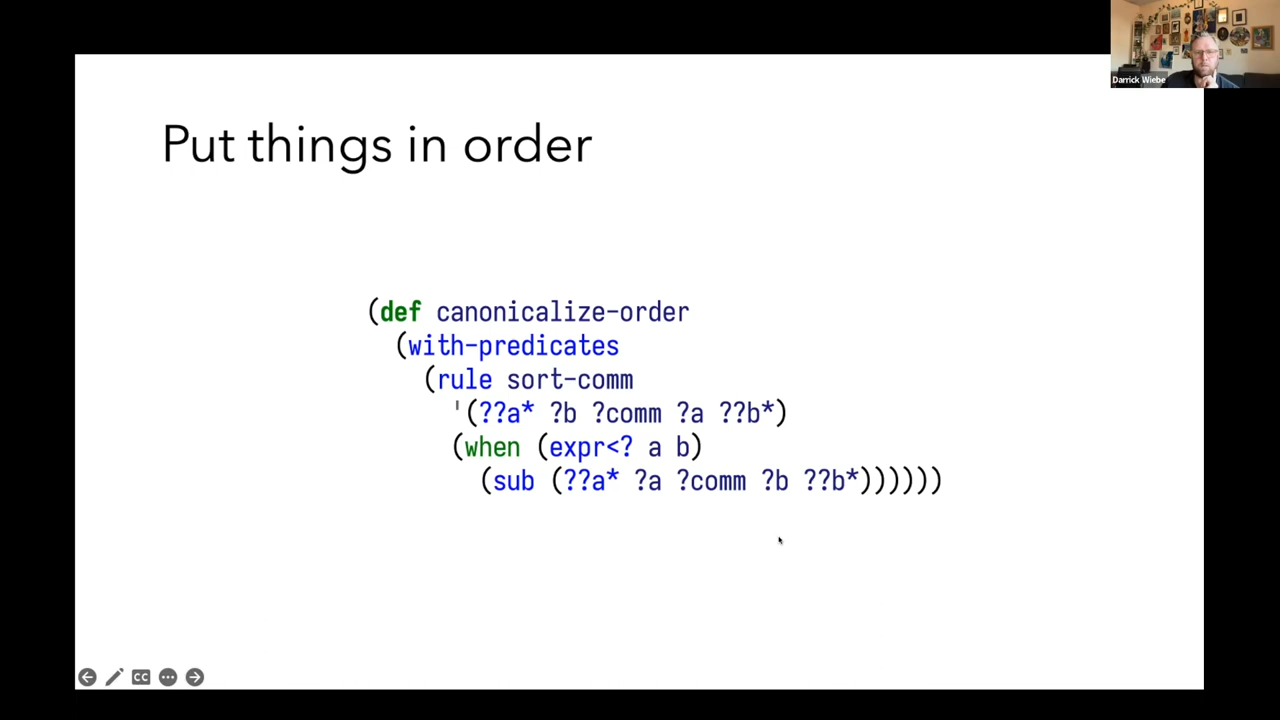 Darrick Wiebe
Put things in order
(def canonicalize-order
(with-predicates
(rule sort-comm
'(??a* ?b ?comm ?a ??b*)
(when (expr<? a b)
(sub (??a* ?a ?comm ?b ??b*))))))
CC